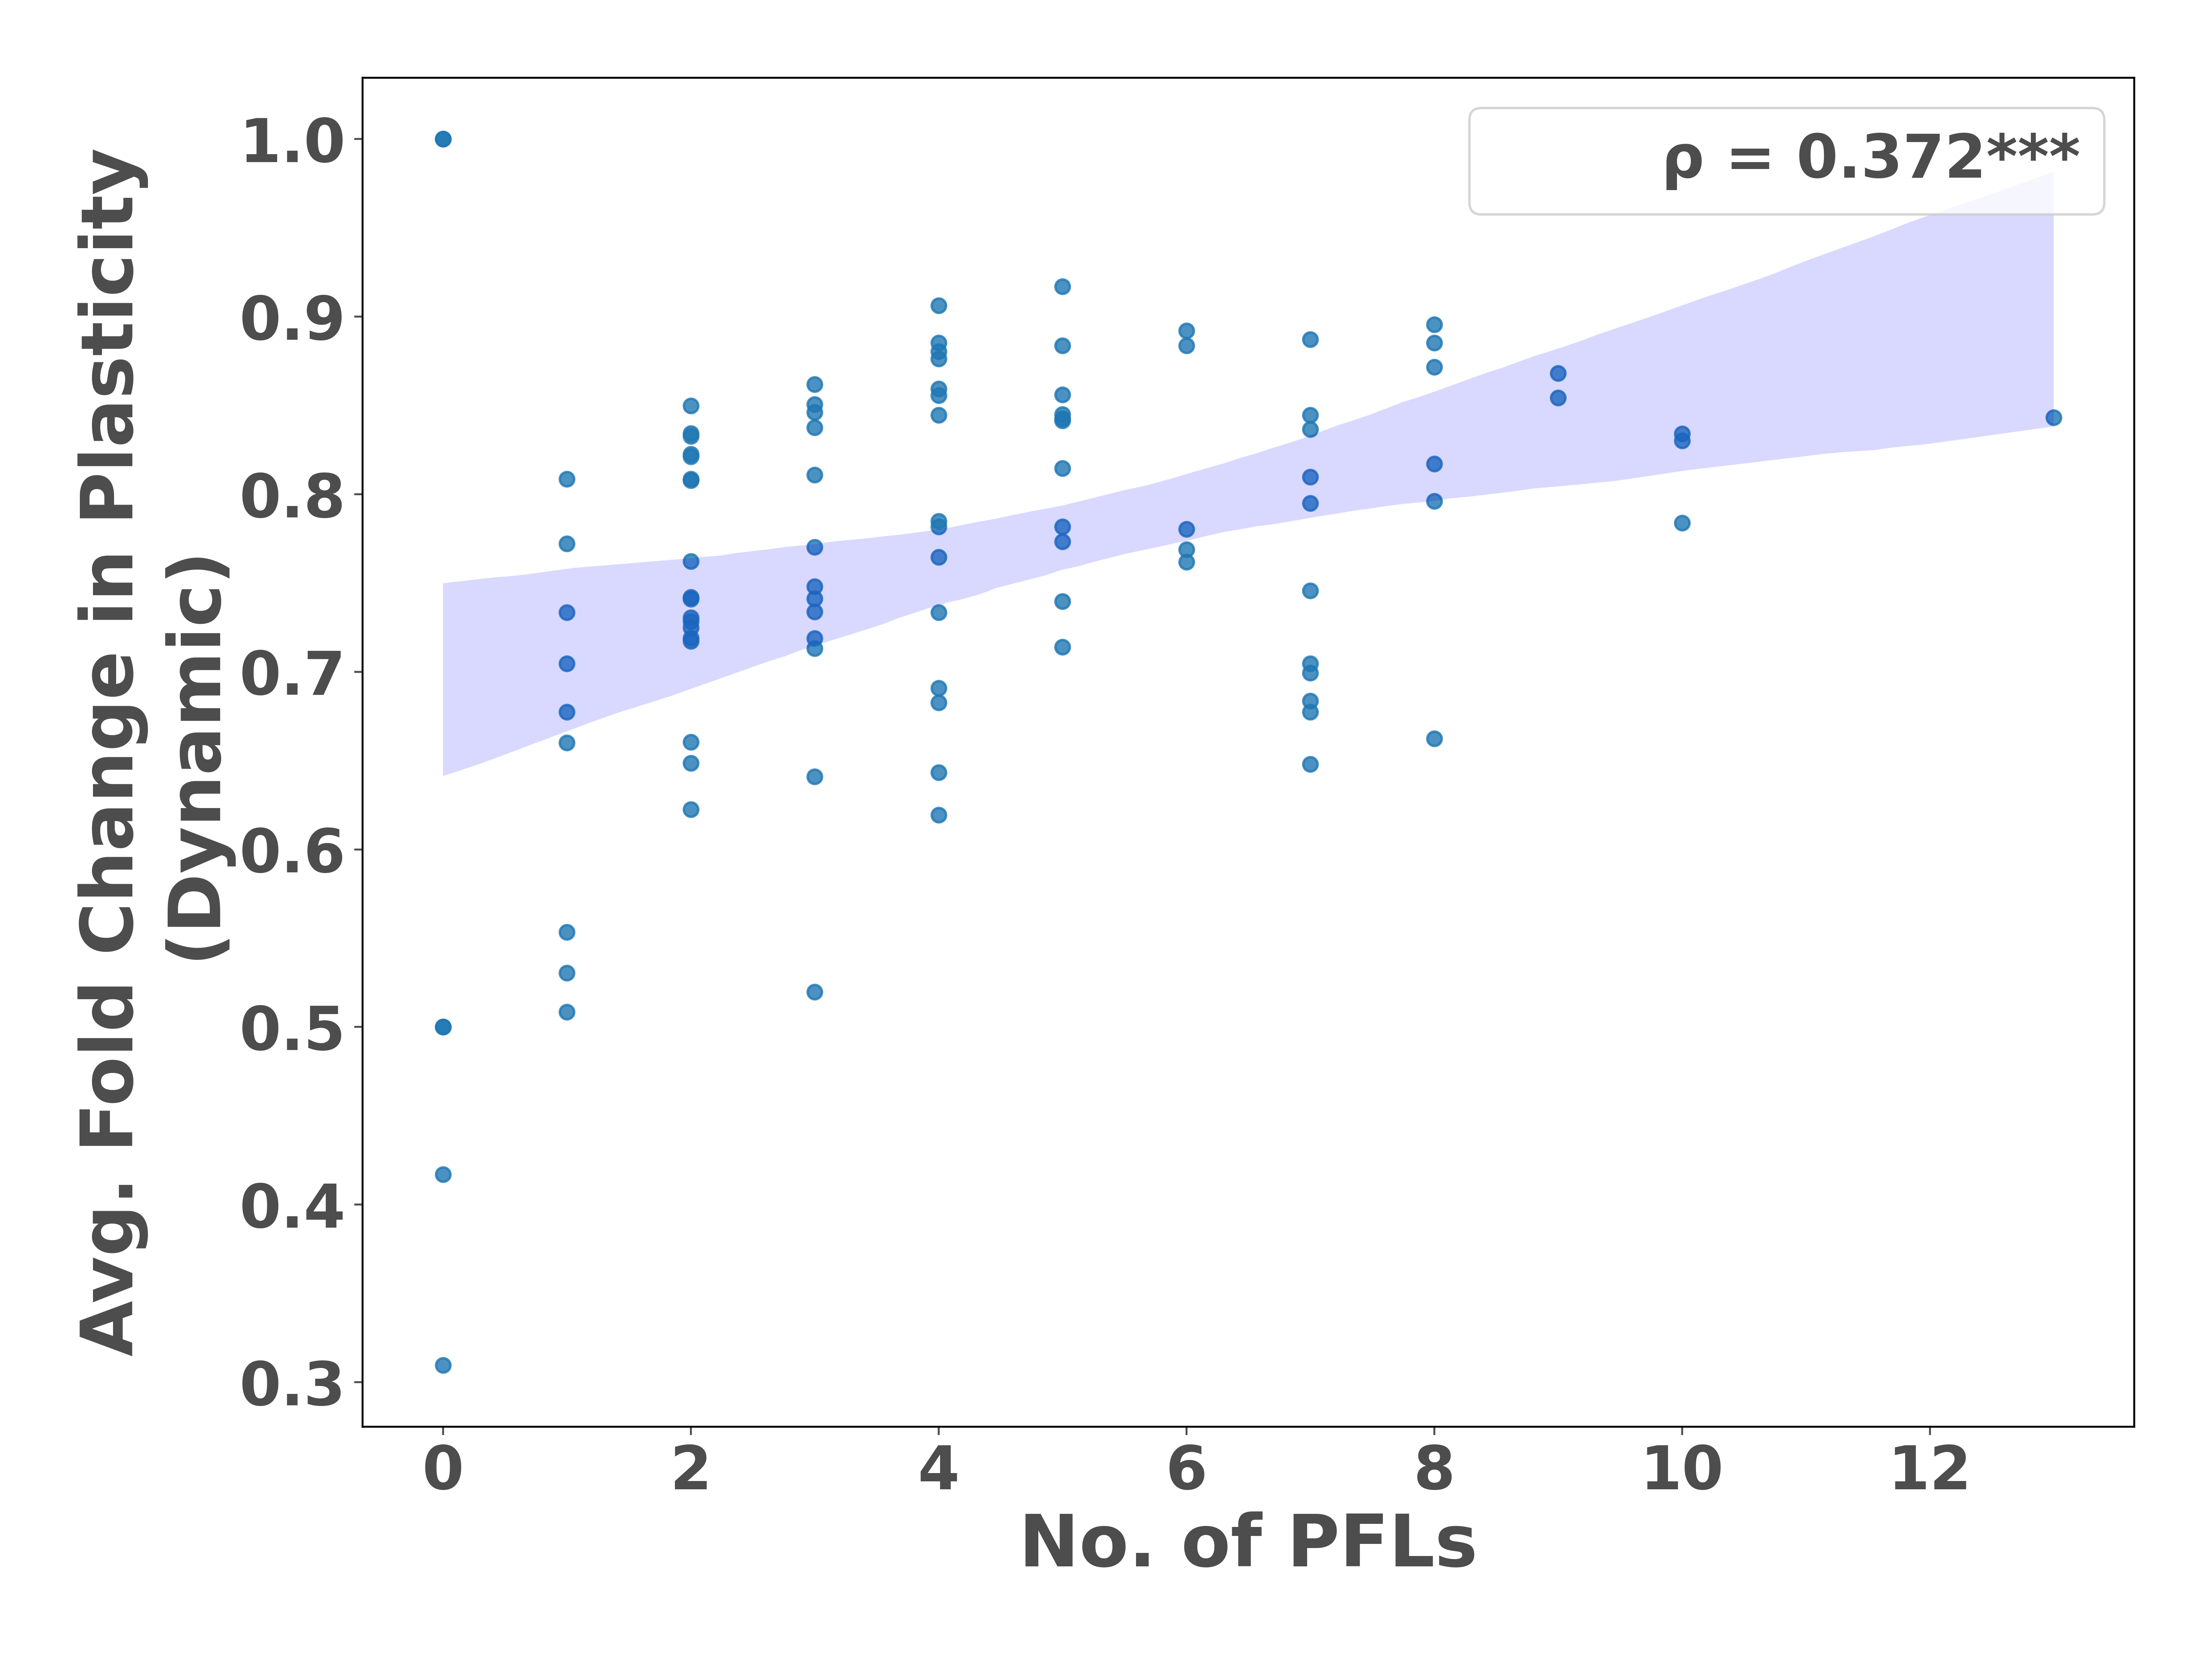 ρ = 0.372***
1.0
0.9
0.8
0.7
0.6
0.5
0.4
0.3
Avg. Fold Change in Plasticity
(Dynamic)
0 2 4 6 8 10 12
No. of PFLs